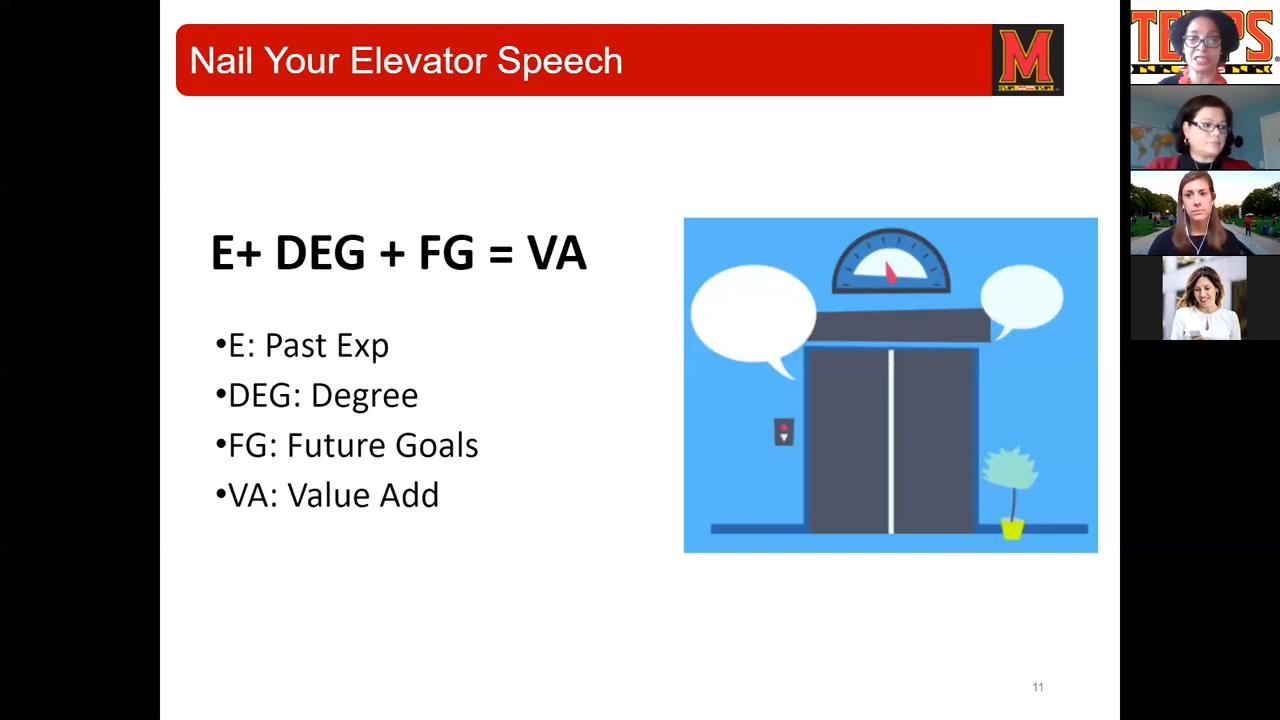 Nail Your Elevator Speech
M
E+ DEG + FG = VA
•E: Past Exp
•DEG: Degree
•FG: Future Goals
•VA: Value Add
11